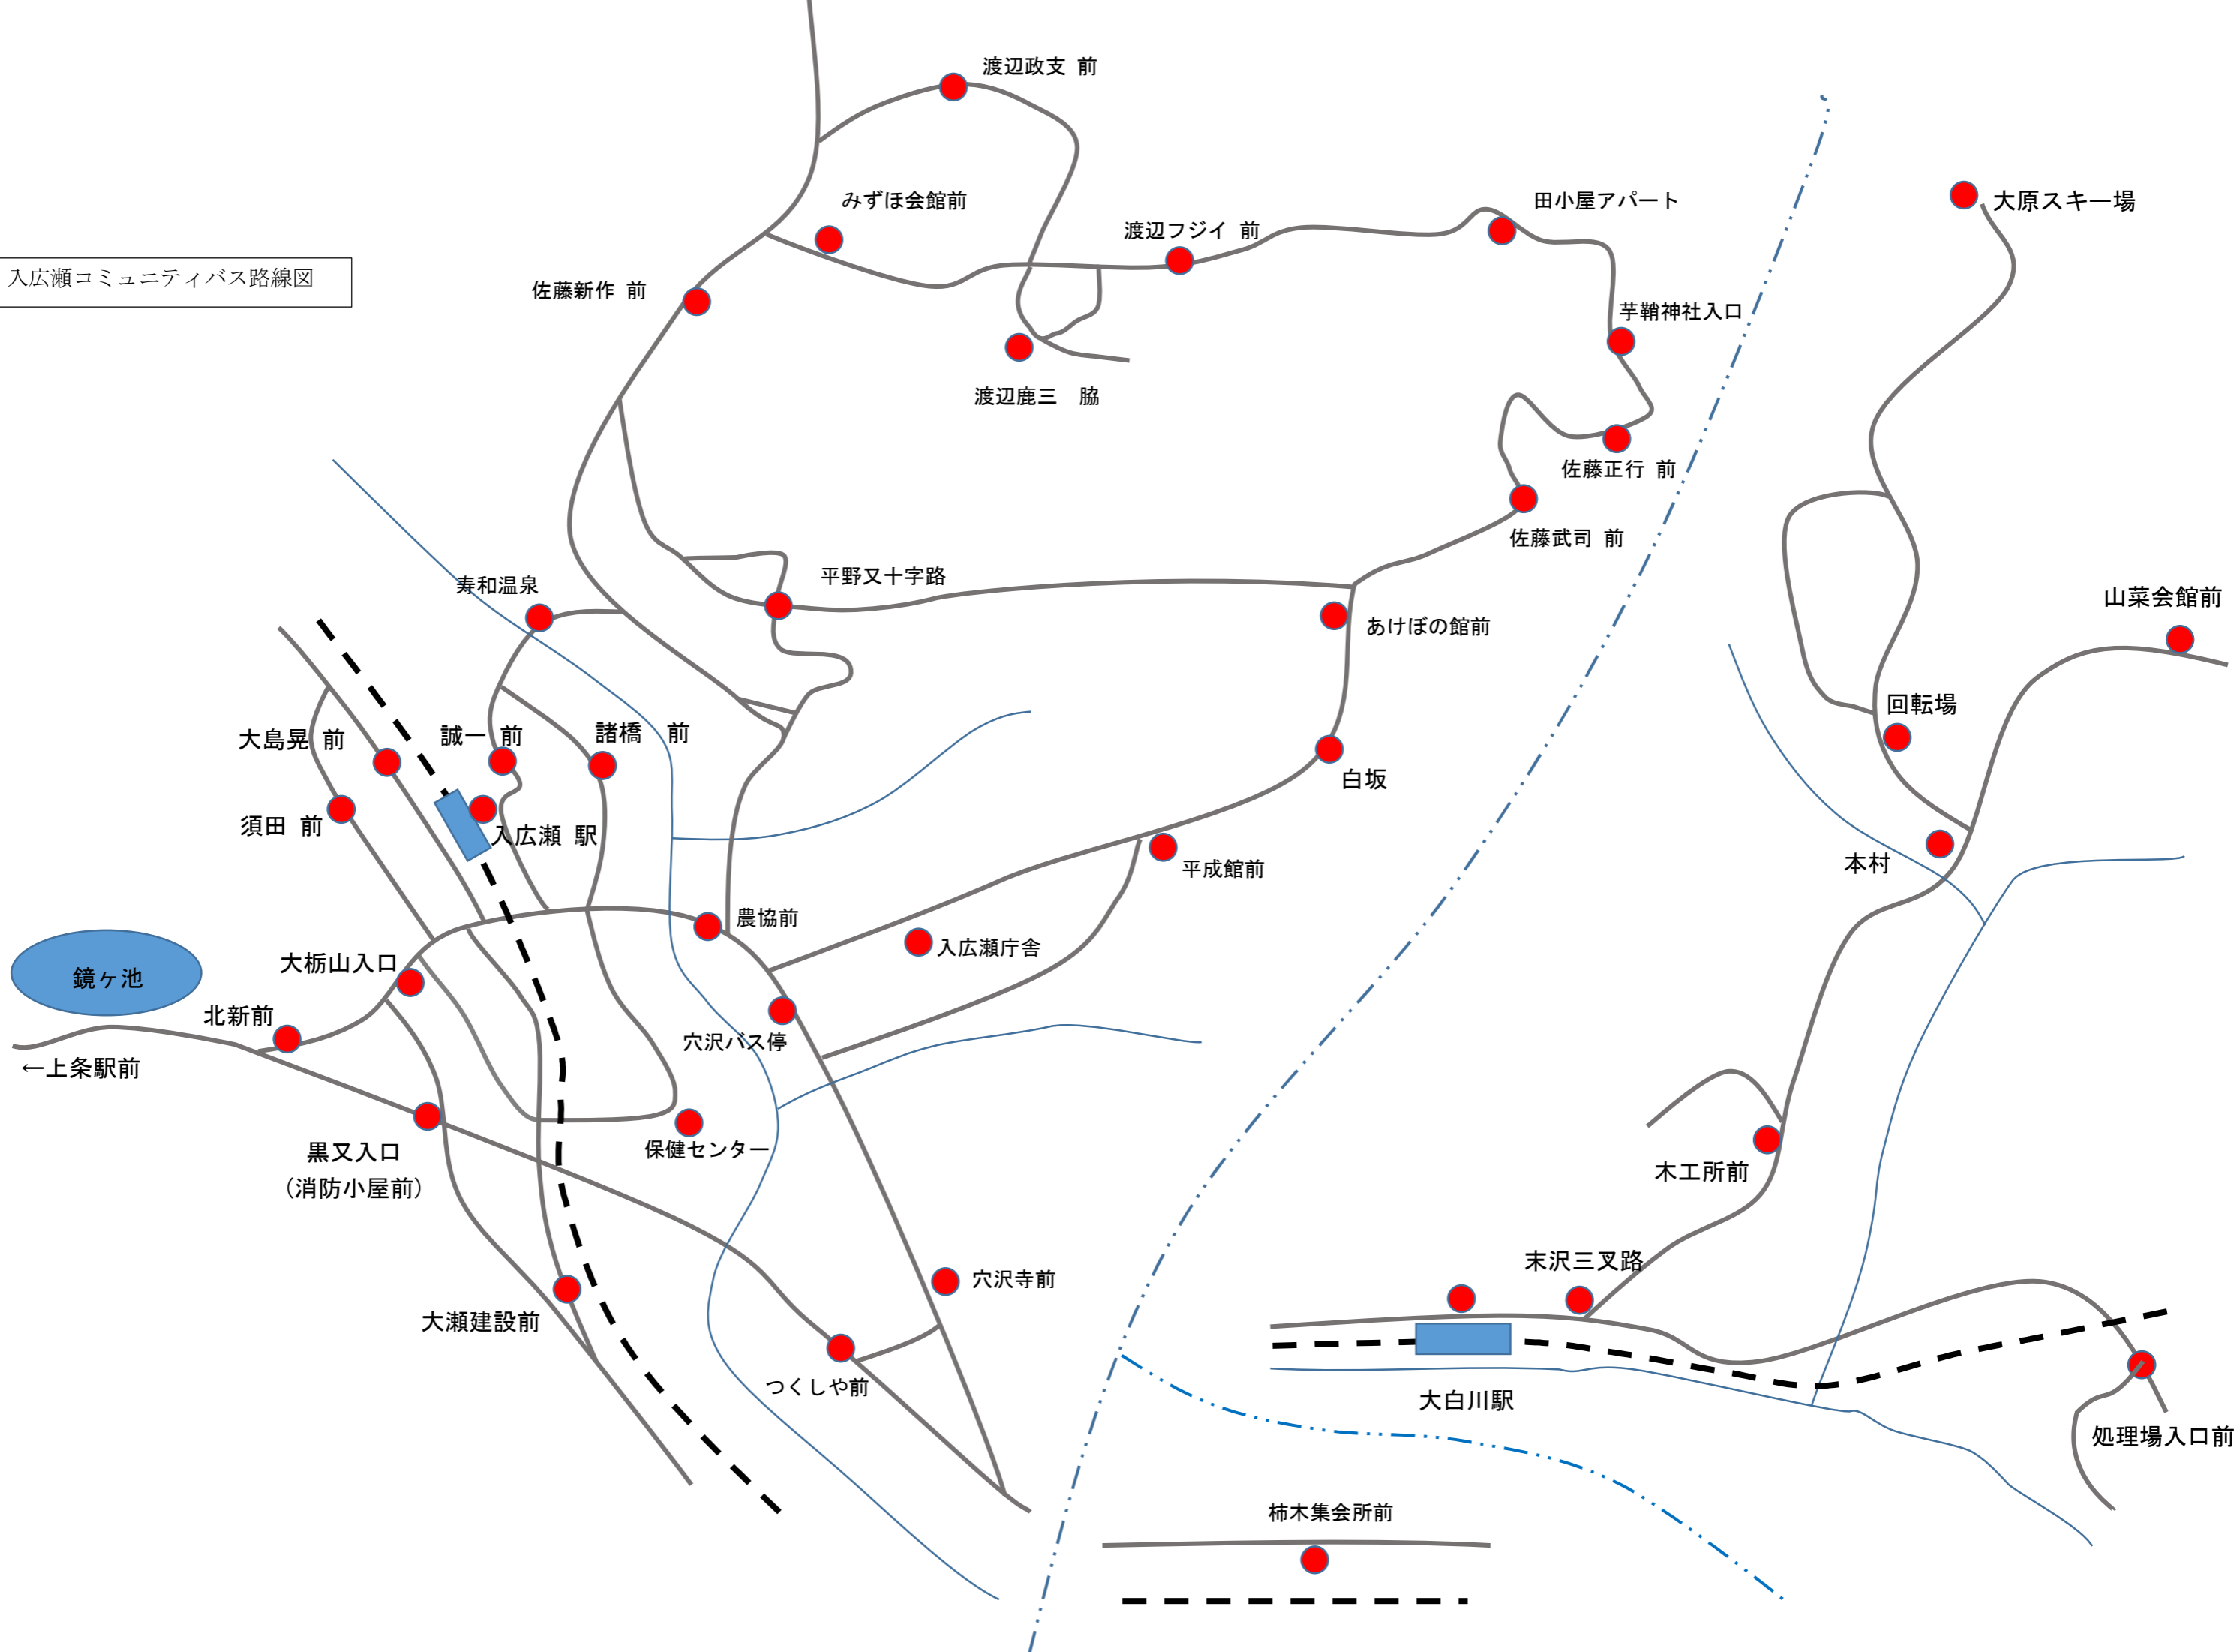 渡辺政支 前
みずほ会館前
田小屋アパート
大原スキー場
渡辺フジイ 前
入広瀬コミュニティバス路線図
佐藤新作 前
芋鞘神社入口
渡辺鹿三 脇
佐藤正行 前
佐藤武司 前
平野又十字路
寿和温泉
あけぼの館前
山菜会館前
回転場
大島晃 前
誠一 前
諸橋 前
白坂
須田 前
入広瀬 駅
本村
平成館前
農協前
入広瀬庁舎
大栃山入口
鏡ヶ池
北新前
穴沢バス停
←上条駅前
保健センター
黒又入口
（消防小屋前）
木工所前
末沢三叉路
穴沢寺前
大瀬建設前
つくしや前
大白川駅
処理場入口前
柿木集会所前